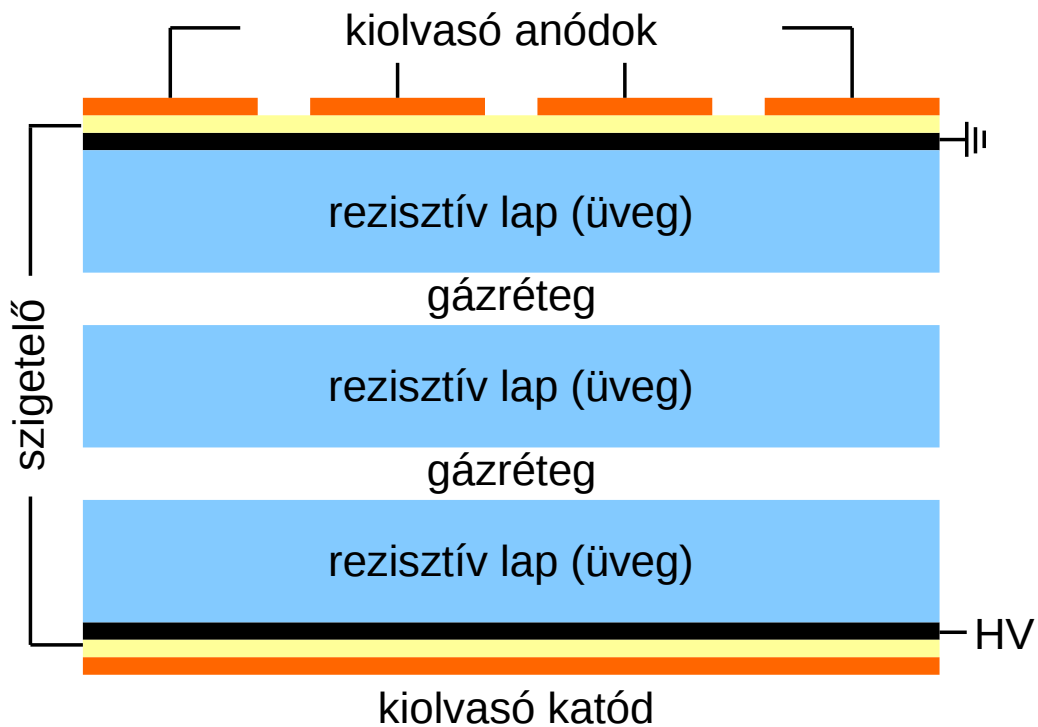 kiolvasó anódok
rezisztív lap (üveg)
gázréteg
szigetelő
rezisztív lap (üveg)
gázréteg
rezisztív lap (üveg)
HV
kiolvasó katód